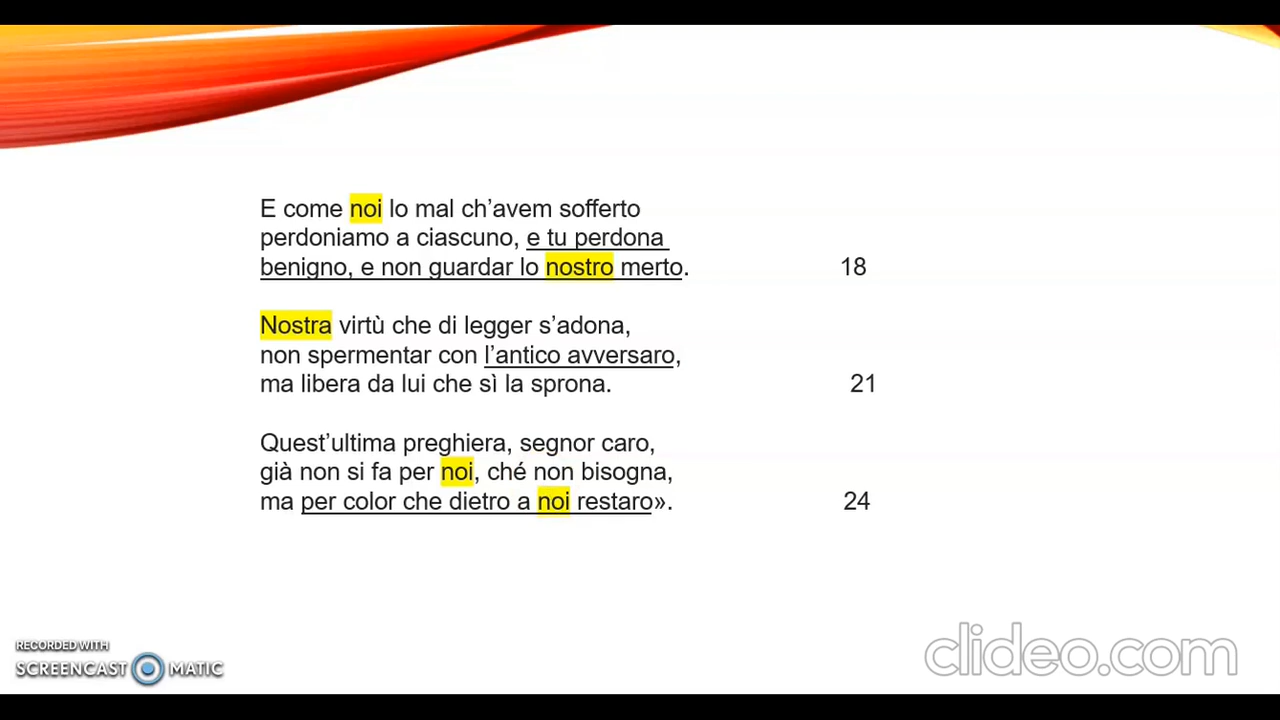 E come noi lo mal ch’avem sofferto
perdoniamo a ciascuno, e tu perdona
benigno, e non guardar lo nostro merto. 18
Nostra virtù che di legger s’adona,
non spermentar con l’antico avversaro,
ma libera da lui che sì la sprona. 21
Quest’ultima preghiera, segnor caro,
già non si fa per noi, ché non bisogna,
ma per color che dietro a noi restaro». 24
RECORDED WITH
SCREENCAST MATIC
clideo.com